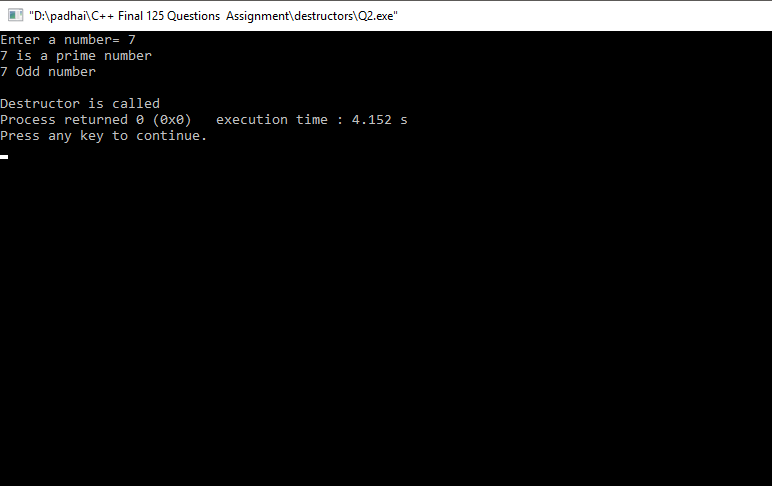 "D:\padhai\C++ Final 125 Questions  Assignment\destructors\Q2.exe"
Enter a number= 7
7 is a prime number
7 Odd number
Destructor is called
Process returned 0 (0x0)   execution time : 4.152 s
Press any key to continue.